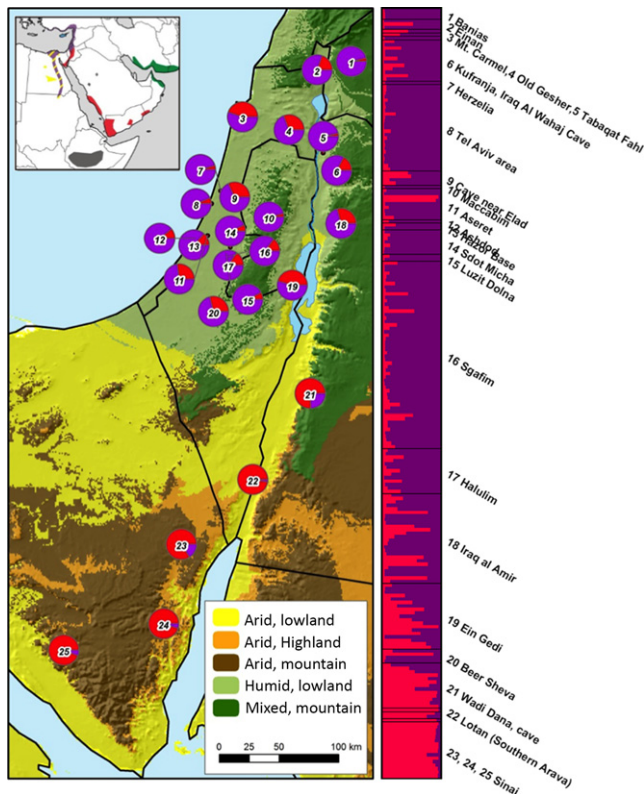 1
2
3
4
5
6
7
8
9
10
18
12
13
14
16
17
11
19
15
20
21
22
23
24
25
Arid, lowland
Arid, Highland
Arid, mountain
Humid, lowland
Mixed, mountain
0 25 50 100 km
1 Banias
2 Einan
3 Mt. Carmel,4 Old Gesher,5 Tabaqat Fahl
6 Kufranja, Iraq Al Wahaj Cave
7 Herzelia
8 Tel Aviv area
9 Cave near Elad
10 Maccabim
11 Aseret
12 Ashdod
13 Hazor Base
14 Sdot Micha
15 Luzit Dolna
16 Sgafim
17 Halulim
18 Iraq al Amir
19 Ein Gedi
20 Beer Sheva
21 Wadi Dana, cave
22 Lotan (Southern Arava)
23, 24, 25 Sinai